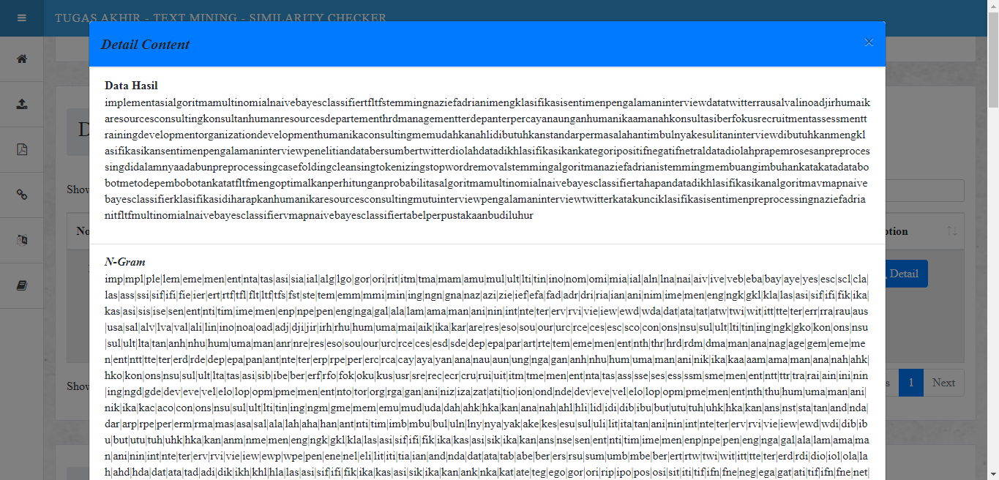 TUGAS AKHIR - TEXT MINING - SIMILARITY CHECKER
Detail Content
×
Data Hasil
implementasialgoritmamultinomialnaivebayesclassifiertfltfstemmingnaziefadrianimengklasifikasisentimenpengalamaninterviewdatatwitterrausalvalinoadjirhumaik
aresourcesconsultingkonsultanhumanresourcesdepartementhrdmanagementterdepanterpercayanaunganhumanikaamanahkonsultasiberfokusrecruitmentassessmentt
rainingdevelopmentorganizationdevelopmenthumanikaconsultingmemudahkanahlidibutuhkanstandarpermasalahantimbulnyakesulitaninterviewdibutuhkanmengkl
asifikasikansentimenpengalamaninterviewpenelitiandatabersumbertwitterdiolahdatadikhlasifikasikankategoripositifnegatifnetraldatadiolahprapemrosesanpreproces
singdidalamnyaadabunpreprocessingcasefoldingcleansingtokenizingstopwordremovalstemmingalgoritmanaziefadrianistemmingmembuangimbuhankatakatadatabo
botmetodepembobotankatatfltfmengoptimalkanperhitunganprobabilitasalgoritmamultinomialnaivebayesclassifiertahapandatadikhlasifikasikanalgoritmavmapnaive
bayesclassifierklasifikasidiharapkanhumanikaresourcesconsultingmutuinterviewpengalamaninterviewtwitterkatakunciklasifikasisentimenpreprocessingnaziefadria
nitfltfmultinomialnaivebayesclassifiervmapnaivebayesclassifiertabelperpustakaanbudiluhur
N-Gram
imp|mpl|ple|lem|eme|men|ent|nta|tas|asi|sia|ial|alg|lgo|gor|ori|rit|itm|tma|mam|amu|mul|ult|lti|tin|ino|nom|omi|mia|ial|aln|lna|nai|aiv|ive|veb|eba|bay|aye|yes|esc|scl|cla|
las|ass|ssi|sif|ifi|fie|ier|ert|rtf|tfl|flt|ltf|tfs|fst|ste|tem|emm|mmi|min|ing|ngn|gna|naz|azi|zie|ief|efa|fad|adr|dri|ria|ian|ani|nim|ime|men|eng|ngk|gkl|kla|las|asi|sif|ifi|fik|ika|
kas|asi|sis|ise|sen|ent|nti|tim|ime|men|enp|npe|pen|eng|nga|gal|ala|lam|ama|man|ani|nin|int|nte|ter|erv|rvi|vie|iew|ewd|wda|dat|ata|tat|atw|twi|wit|itt|tte|ter|err|rra|rau|aus
|usa|sal|alv|lva|val|ali|lin|ino|noa|oad|adj|dji|jir|irh|rhu|hum|uma|mai|aik|ika|kar|are|res|eso|sou|our|urc|rce|ces|esc|sco|con|ons|nsu|sul|ult|lti|tin|ing|ngk|gko|kon|ons|nsu
|sul|ult|lta|tan|anh|nhu|hum|uma|man|anr|nre|res|eso|sou|our|urc|rce|ces|esd|sde|dep|epa|par|art|rte|tem|eme|men|ent|nth|thr|hrd|rdm|dma|man|ana|nag|age|gem|eme|me
n|ent|ntt|tte|ter|erd|rde|dep|epa|pan|ant|nte|ter|erp|rpe|per|erc|rca|cay|aya|yan|ana|nau|aun|ung|nga|gan|anh|nhu|hum|uma|man|ani|nik|ika|kaa|aam|ama|man|ana|nah|ahk|
hko|kon|ons|nsu|sul|ult|lta|tas|asi|sib|ibe|ber|erf|rfo|fok|oku|kus|usr|sre|rec|ecr|cru|rui|uit|itm|tme|men|ent|nta|tas|ass|sse|ses|ess|ssm|sme|men|ent|ntt|ttr|tra|rai|ain|ini|nin
|ing|ngd|gde|dev|eve|vel|elo|lop|opm|pme|men|ent|nto|tor|org|rga|gan|ani|niz|iza|zat|ati|tio|ion|ond|nde|dev|eve|vel|elo|lop|opm|pme|men|ent|nth|thu|hum|uma|man|ani|
nik|ika|kac|aco|con|ons|nsu|sul|ult|lti|tin|ing|ngm|gme|mem|emu|mud|uda|dah|ahk|hka|kan|ana|nah|ahl|hli|lid|idi|dib|ibu|but|utu|tuh|uhk|hka|kan|ans|nst|sta|tan|and|nda|
dar|arp|rpe|per|erm|rma|mas|asa|sal|ala|lah|aha|han|ant|nti|tim|imb|mbu|bul|uln|lny|nya|yak|ake|kes|esu|sul|uli|lit|ita|tan|ani|nin|int|nte|ter|erv|rvi|vie|iew|ewd|wdi|dib|ib
u|but|utu|tuh|uhk|hka|kan|anm|nme|men|eng|ngk|gkl|kla|las|asi|sif|ifi|fik|ika|kas|asi|sik|ika|kan|ans|nse|sen|ent|nti|tim|ime|men|enp|npe|pen|eng|nga|gal|ala|lam|ama|ma
n|ani|nin|int|nte|ter|erv|rvi|vie|iew|ewp|wpe|pen|ene|nel|eli|lit|iti|tia|ian|and|nda|dat|ata|tab|abe|ber|ers|rsu|sum|umb|mbe|ber|ert|rtw|twi|wit|itt|tte|ter|erd|rdi|dio|iol|ola|la
h|ahd|hda|dat|ata|tad|adi|dik|ikh|khl|hla|las|asi|sif|ifi|fik|ika|kas|asi|sik|ika|kan|ank|nka|kat|ate|teg|ego|gor|ori|rip|ipo|pos|osi|sit|iti|tif|ifn|fne|neg|ega|gat|ati|tif|ifn|fne|net|
D
Show
No
ption
Detail
Show
s 1 Next